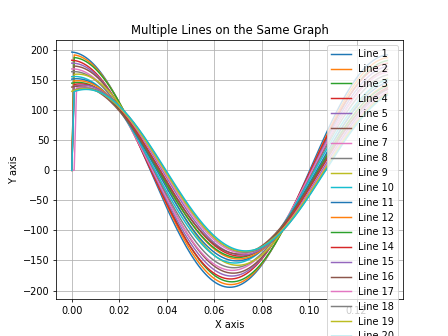 Multiple Lines on the Same Graph
Y axis
200
150
100
50
0
−50
−100
−150
−200
0.00
0.02
0.04
0.06
0.08
0.10
X axis
Line 1
Line 2
Line 3
Line 4
Line 5
Line 6
Line 7
Line 8
Line 9
Line 10
Line 11
Line 12
Line 13
Line 14
Line 15
Line 16
Line 17
Line 18
Line 19
Line 20